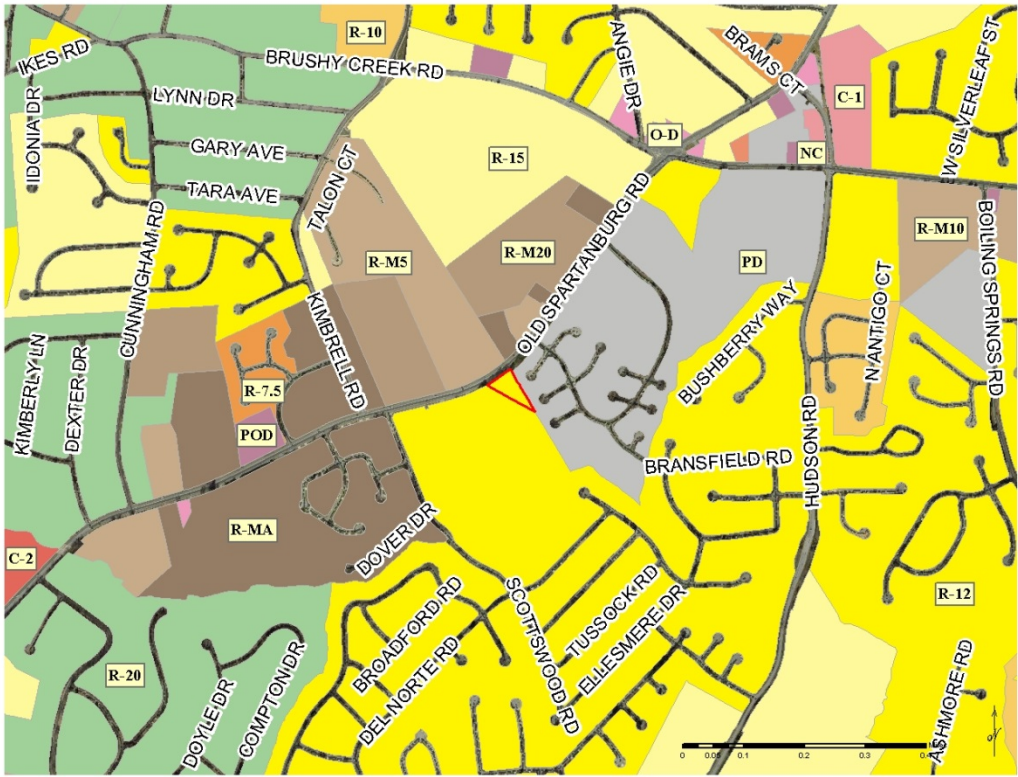 R-10
IKES RD
BRUSHY CREEK RD
ANGIE DR
BRAMS CT
C-1
W SILVERLEAF ST
IDONIA DR
LYNN DR
O-D
NC
GARY AVE
R-15
TARA AVE
TALON CT
CUNNINGHAM RD
R-M5
R-M20
OLD SPARTANBURG RD
PD
R-M10
BOILING SPRINGS RD
KIMBRELL RD
BUSHBERRY WAY
N ANTIGO CT
KIMBERLY LN
DEXTER DR
R-7.5
POD
HUDSON RD
BRANSFIELD RD
R-MA
DOVER DR
C-2
R-12
BROADFORD RD
SCOTTSWOOD RD
TUSSOCK RD
DEL NORTE RD
ELLESMERE DR
R-20
DOYLE DR
COMPTON DR
ASHMORE RD
0 0.05 0.1 0.2 0.3